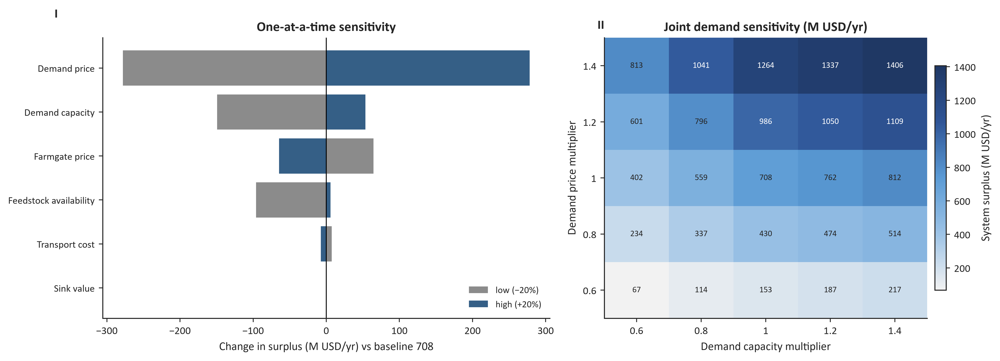 I
One-at-a-time sensitivity
Demand price
Demand capacity
Farmgate price
Feedstock availability
Transport cost
Sink value
low (−20%)
high (+20%)
−300 −200 −100 0 100 200 300
Change in surplus (M USD/yr) vs baseline 708
II
Joint demand sensitivity (M USD/yr)
Demand price multiplier
1.4 813 1041 1264 1337 1406
1.2 601 796 986 1050 1109
1 402 559 708 762 812
0.8 234 337 430 474 514
0.6 67 114 153 187 217
0.6 0.8 1 1.2 1.4
Demand capacity multiplier
1400
1200
1000
800
600
400
200
System surplus (M USD/yr)